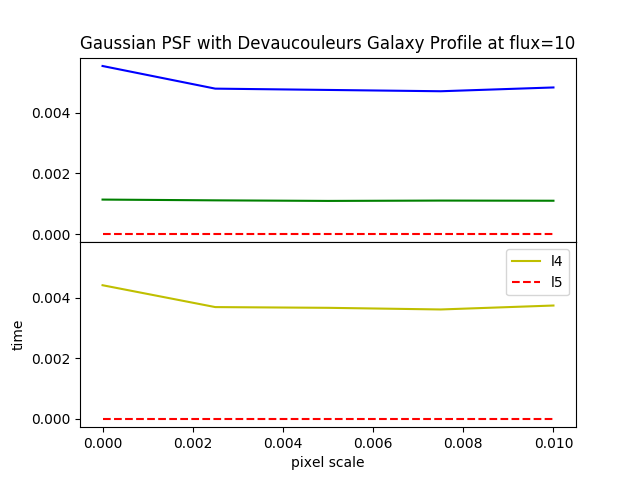 Gaussian PSF with Devaucouleurs Galaxy Profile at flux=10
0.004
0.002
0.000
l4
l5
0.004
0.002
0.000
time
0.000 0.002 0.004 0.006 0.008 0.010
pixel scale